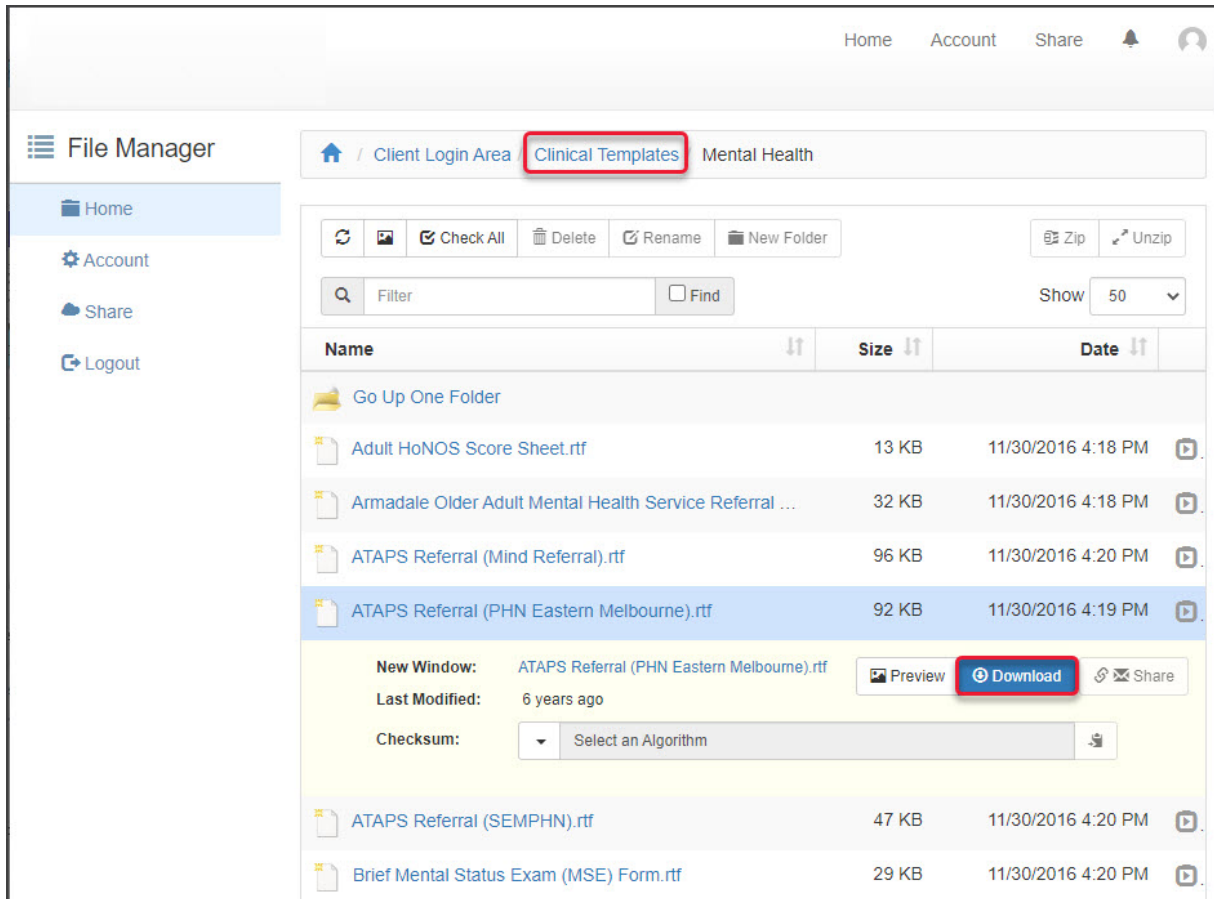 Home Account Share
File Manager
Home
Account
Share
Logout
/ Client Login Area / Clinical Templates / Mental Health
Check All Delete Rename New Folder Zip Unzip
Filter Find Show 50
Name Size Date
Go Up One Folder
Adult HoNOS Score Sheet.rtf 13 KB 11/30/2016 4:18 PM
Armadale Older Adult Mental Health Service Referral ... 32 KB 11/30/2016 4:18 PM
ATAPS Referral (Mind Referral).rtf 96 KB 11/30/2016 4:20 PM
ATAPS Referral (PHN Eastern Melbourne).rtf 92 KB 11/30/2016 4:19 PM
New Window: ATAPS Referral (PHN Eastern Melbourne).rtf Preview Download Share
Last Modified: 6 years ago
Checksum: Select an Algorithm
ATAPS Referral (SEMPHN).rtf 47 KB 11/30/2016 4:20 PM
Brief Mental Status Exam (MSE) Form.rtf 29 KB 11/30/2016 4:20 PM